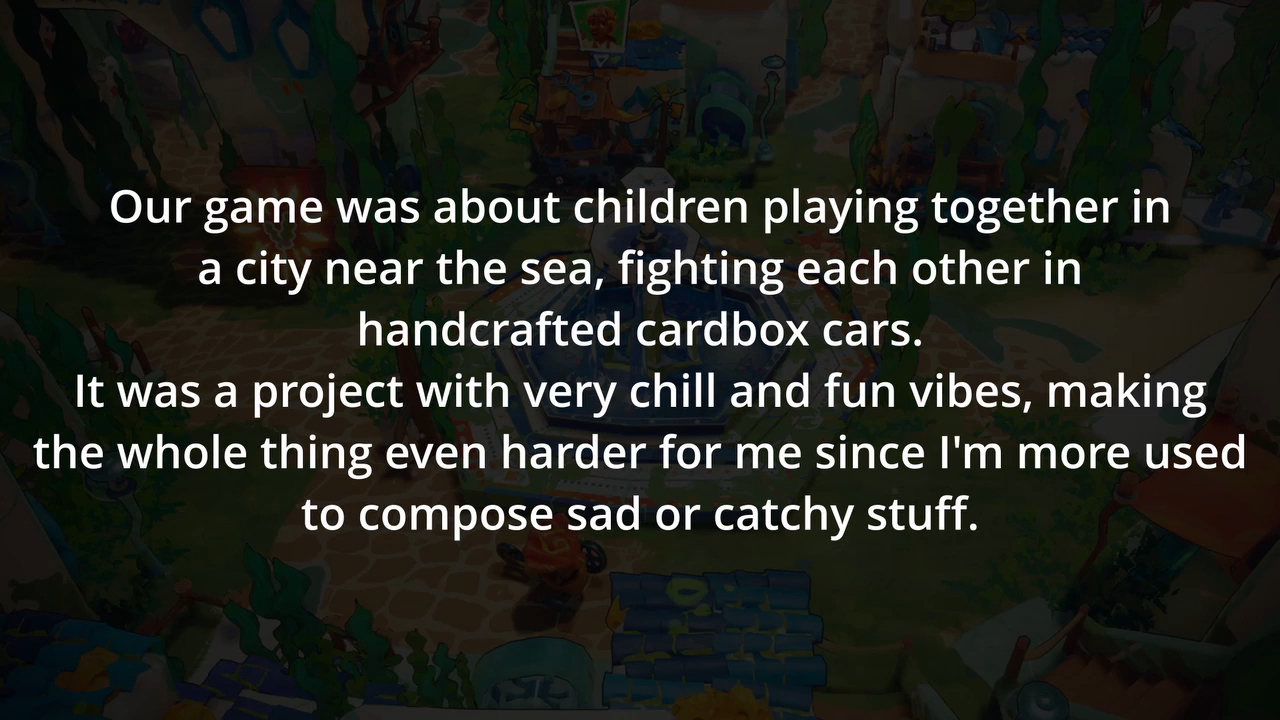 Our game was about children playing together in
a city near the sea, fighting each other in
handcrafted cardbox cars.
It was a project with very chill and fun vibes, making
the whole thing even harder for me since I'm more used
to compose sad or catchy stuff.